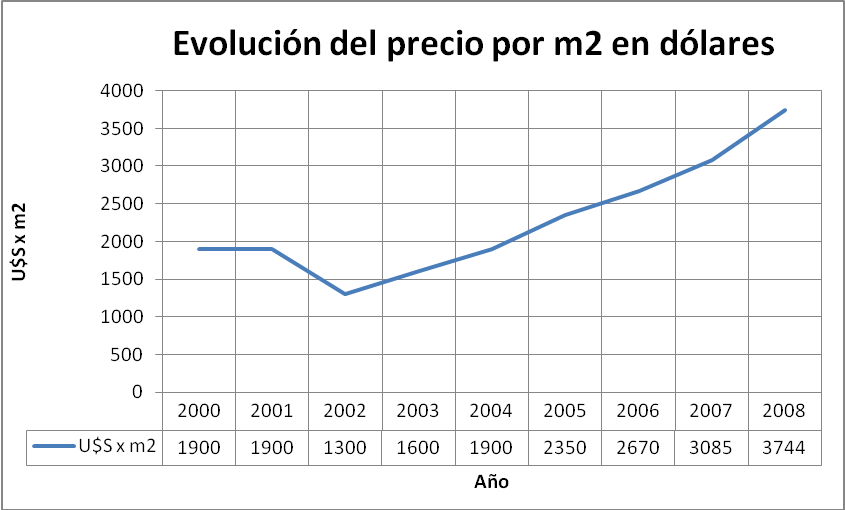 Evolución del precio por m2 en dólares
U$S x m2
4000
3500
3000
2500
2000
1500
1000
500
0
2000 2001 2002 2003 2004 2005 2006 2007 2008
U$S x m2 1900 1900 1300 1600 1900 2350 2670 3085 3744
Año